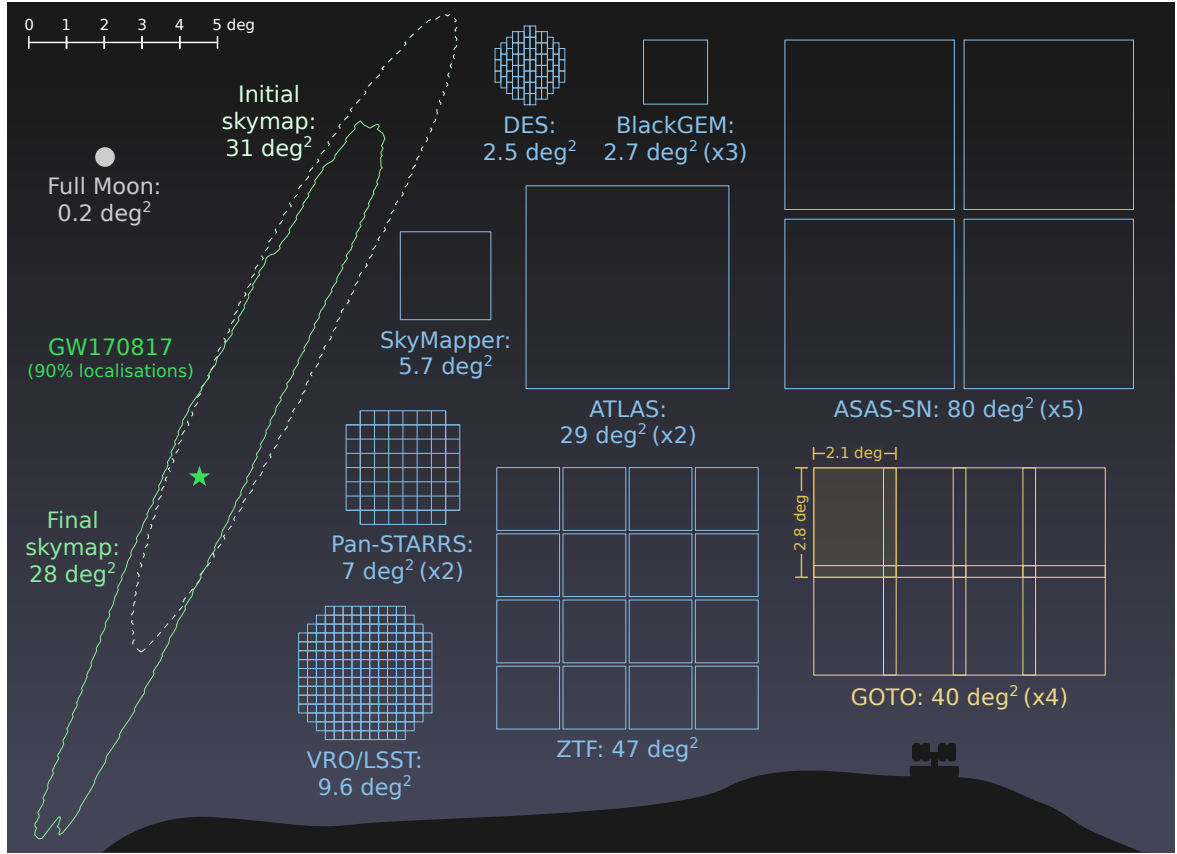 0 1 2 3 4 5 deg
Initial
skymap:
31 deg²
Full Moon:
0.2 deg²
GW170817
(90% localisations)
Final
skymap:
28 deg²
DES:
2.5 deg²
BlackGEM:
2.7 deg² (x3)
SkyMapper:
5.7 deg²
ATLAS:
29 deg² (x2)
ASAS-SN: 80 deg² (x5)
Pan-STARRS:
7 deg² (x2)
VRO/LSST:
9.6 deg²
ZTF: 47 deg²
2.1 deg
2.8 deg
GOTO: 40 deg² (x4)